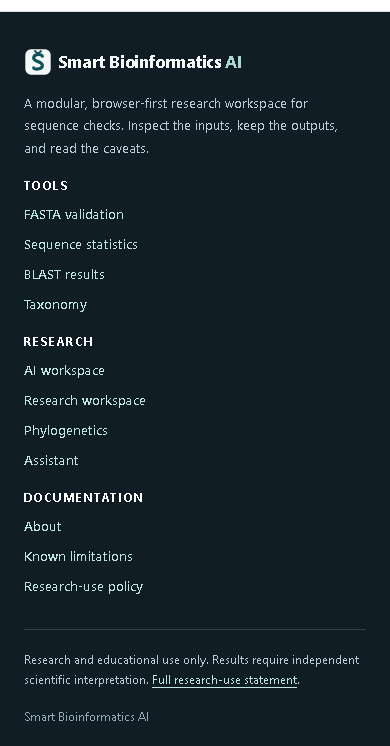 Š Smart Bioinformatics AI
A modular, browser-first research workspace for
sequence checks. Inspect the inputs, keep the outputs,
and read the caveats.
TOOLS
FASTA validation
Sequence statistics
BLAST results
Taxonomy
RESEARCH
AI workspace
Research workspace
Phylogenetics
Assistant
DOCUMENTATION
About
Known limitations
Research-use policy
Research and educational use only. Results require independent
scientific interpretation. Full research-use statement.
Smart Bioinformatics AI